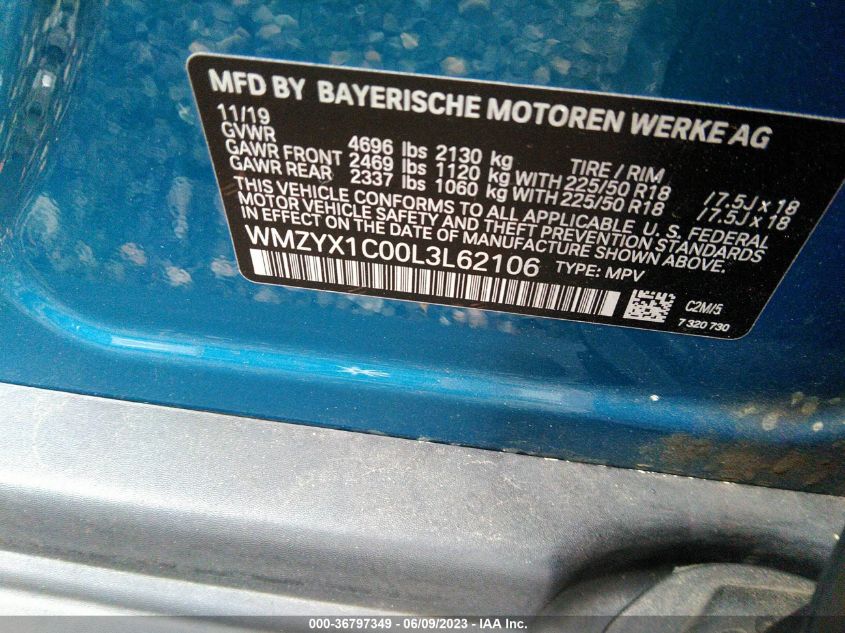 MFD BY BAYERISCHE MOTOREN WERKE AG
11/19
GVWR 4696 lbs 2130 kg TIRE / RIM
GAWR FRONT 2469 lbs 1120 kg WITH 225/50 R18 /7.5J x 18
GAWR REAR 2337 lbs 1060 kg WITH 225/50 R18 /7.5J x 18
THIS VEHICLE CONFORMS TO ALL APPLICABLE U. S. FEDERAL
MOTOR VEHICLE SAFETY AND THEFT PREVENTION STANDARDS
IN EFFECT ON THE DATE OF MANUFACTURE SHOWN ABOVE.
WMZYX1C00L3L62106 TYPE: MPV
C2M/5
7 320 730
000-36797349 - 06/09/2023 - IAA Inc.